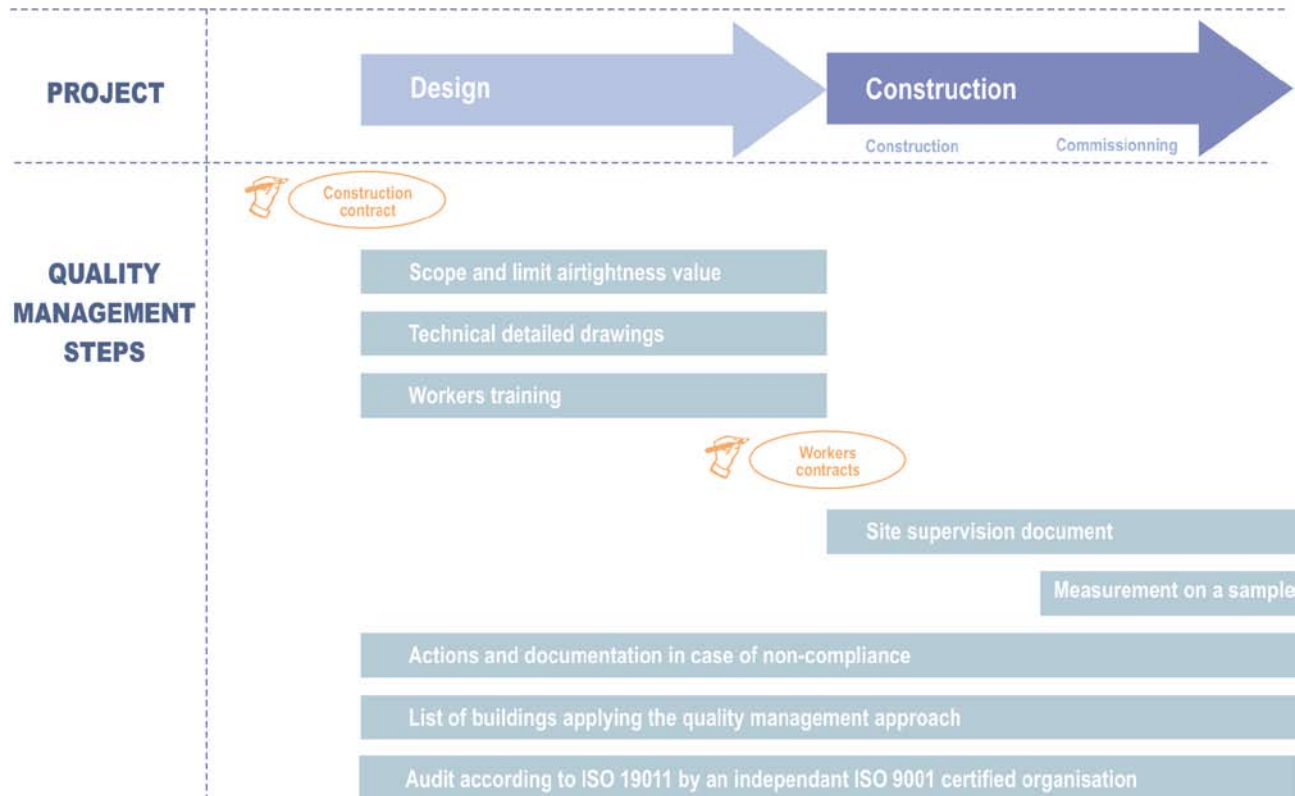 PROJECT
Design
Construction
Construction
Commissionning
Construction
contract
QUALITY
MANAGEMENT
STEPS
Scope and limit airtightness value
Technical detailed drawings
Workers training
Workers
contracts
Site supervision document
Measurement on a sample
Actions and documentation in case of non-compliance
List of buildings applying the quality management approach
Audit according to ISO 19011 by an independant ISO 9001 certified organisation